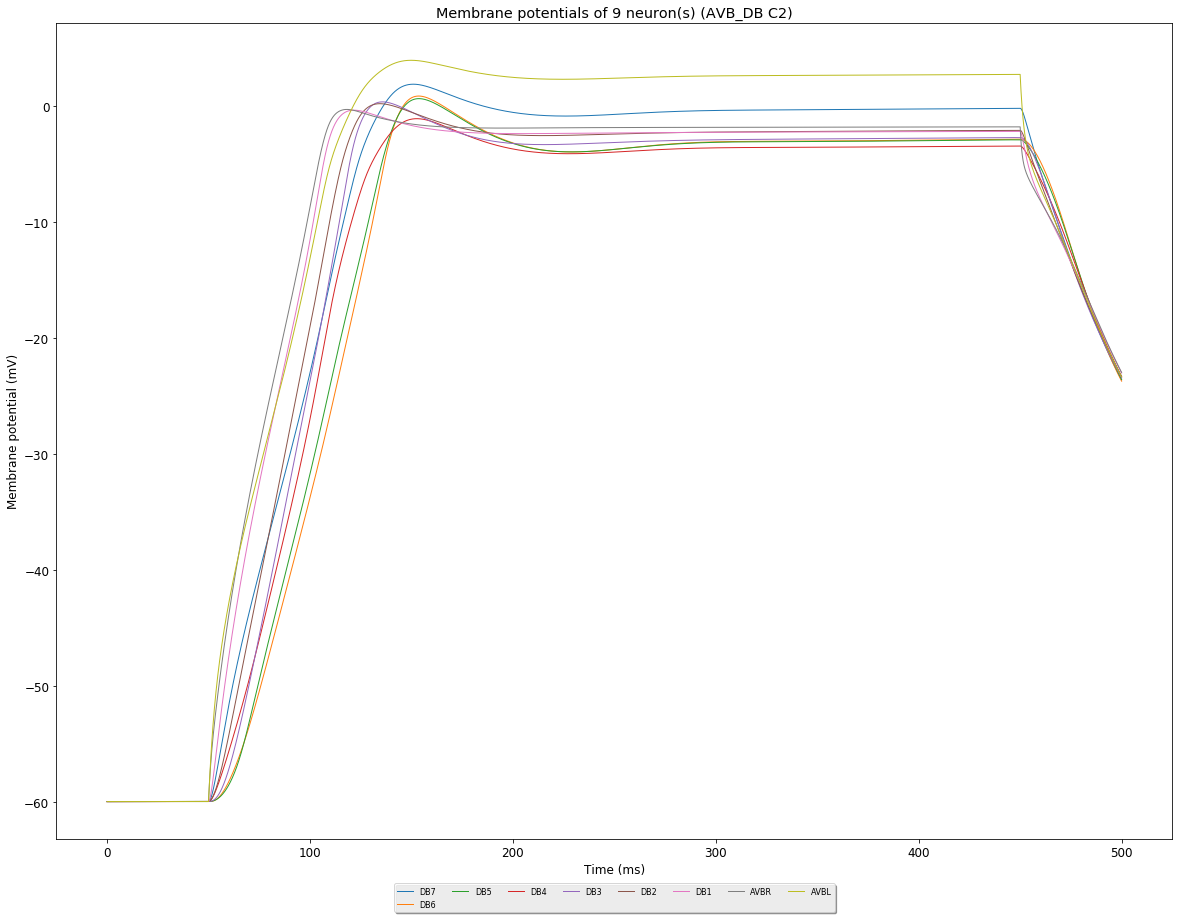 Membrane potentials of 9 neuron(s) (AVB_DB C2)
Membrane potential (mV)
0
−10
−20
−30
−40
−50
−60
0 100 200 300 400 500
Time (ms)
DB7 DB5 DB4 DB3 DB2 DB1 AVBR AVBL
DB6